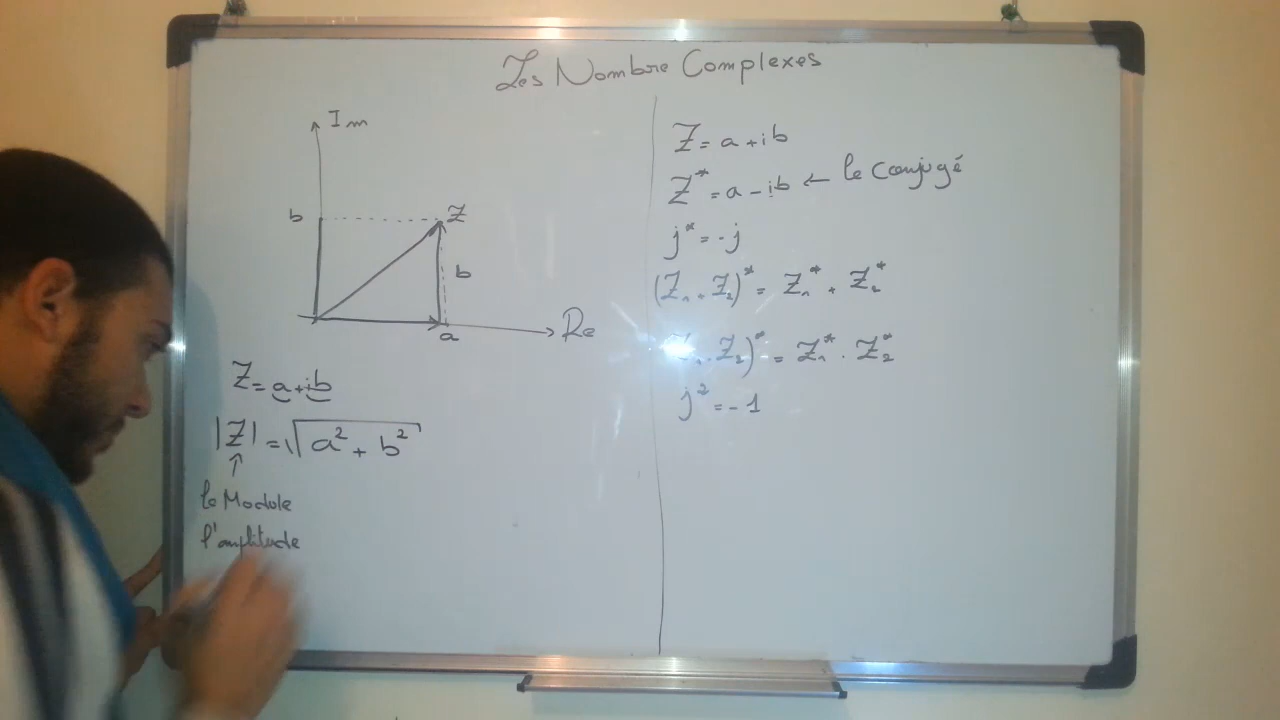 Les Nombre Complexes
Im
b
Z
b
a
Re
Z = a + ib
|Z| = √a² + b²
↑
le Module
l'amplitude
Z = a + ib
Z* = a - ib ← le Conjugé
j* = -j
(Z₁ + Z₂)* = Z₁* + Z₂*
Z₁ . Z₂)* = Z₁* . Z₂*
j² = -1